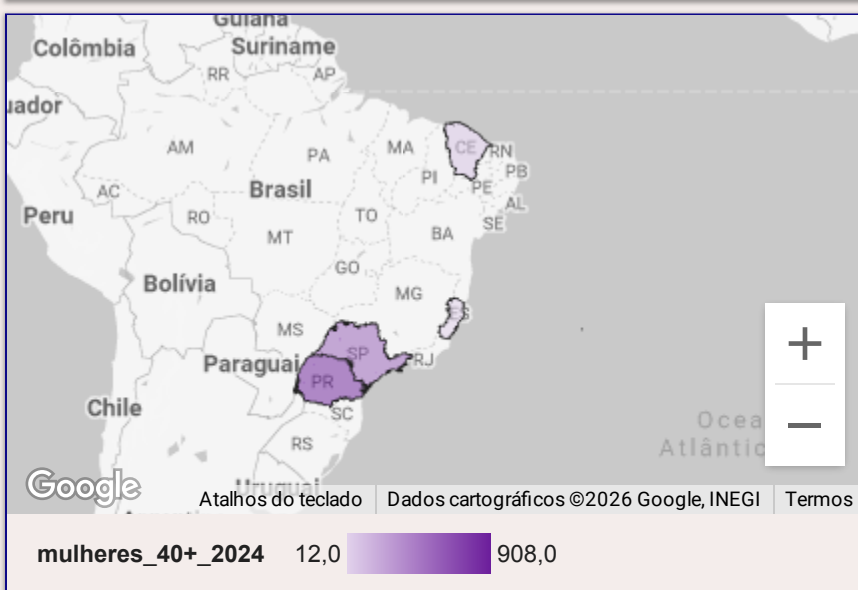 Guiana
Colômbia
Suriname
RR
AP
uador
AM
PA
MA
CE
RN
PI
PB
PE
AC
Brasil
AL
Peru
RO
TO
SE
MT
BA
GO
Bolívia
MG
ES
MS
SP
Paraguai
RJ
PR
Chile
SC
Ocea
RS
Atlântic
Google
Uruguai
Atalhos do teclado
Dados cartográficos ©2026 Google, INEGI
Termos
mulheres_40+_2024 12,0 908,0